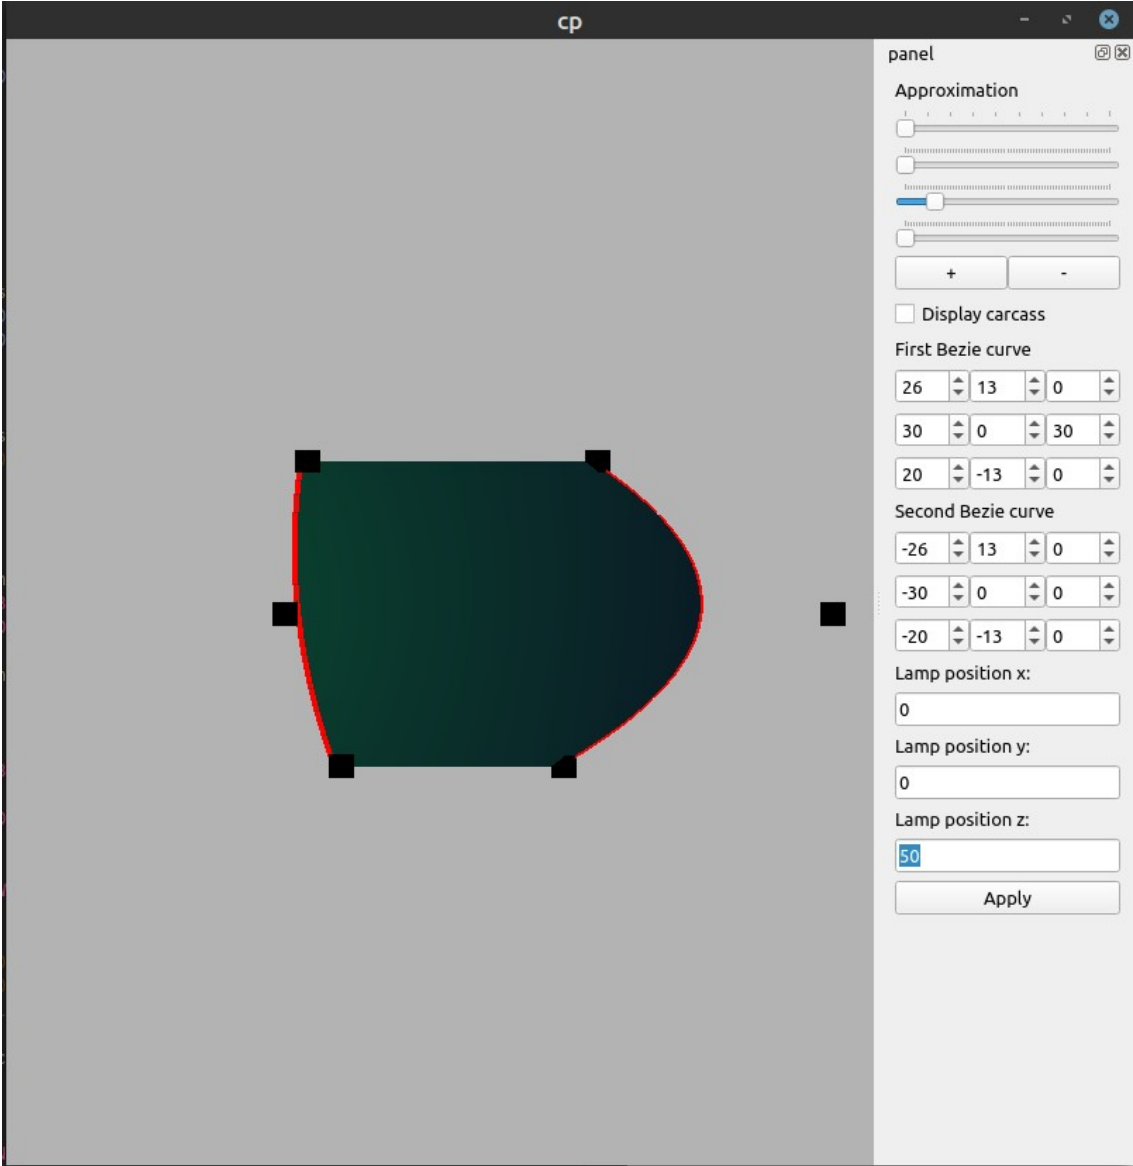 cp
panel
Approximation
+ -
Display carcass
First Bezie curve
26 13 0
30 0 30
20 -13 0
Second Bezie curve
-26 13 0
-30 0 0
-20 -13 0
Lamp position x:
0
Lamp position y:
0
Lamp position z:
50
Apply